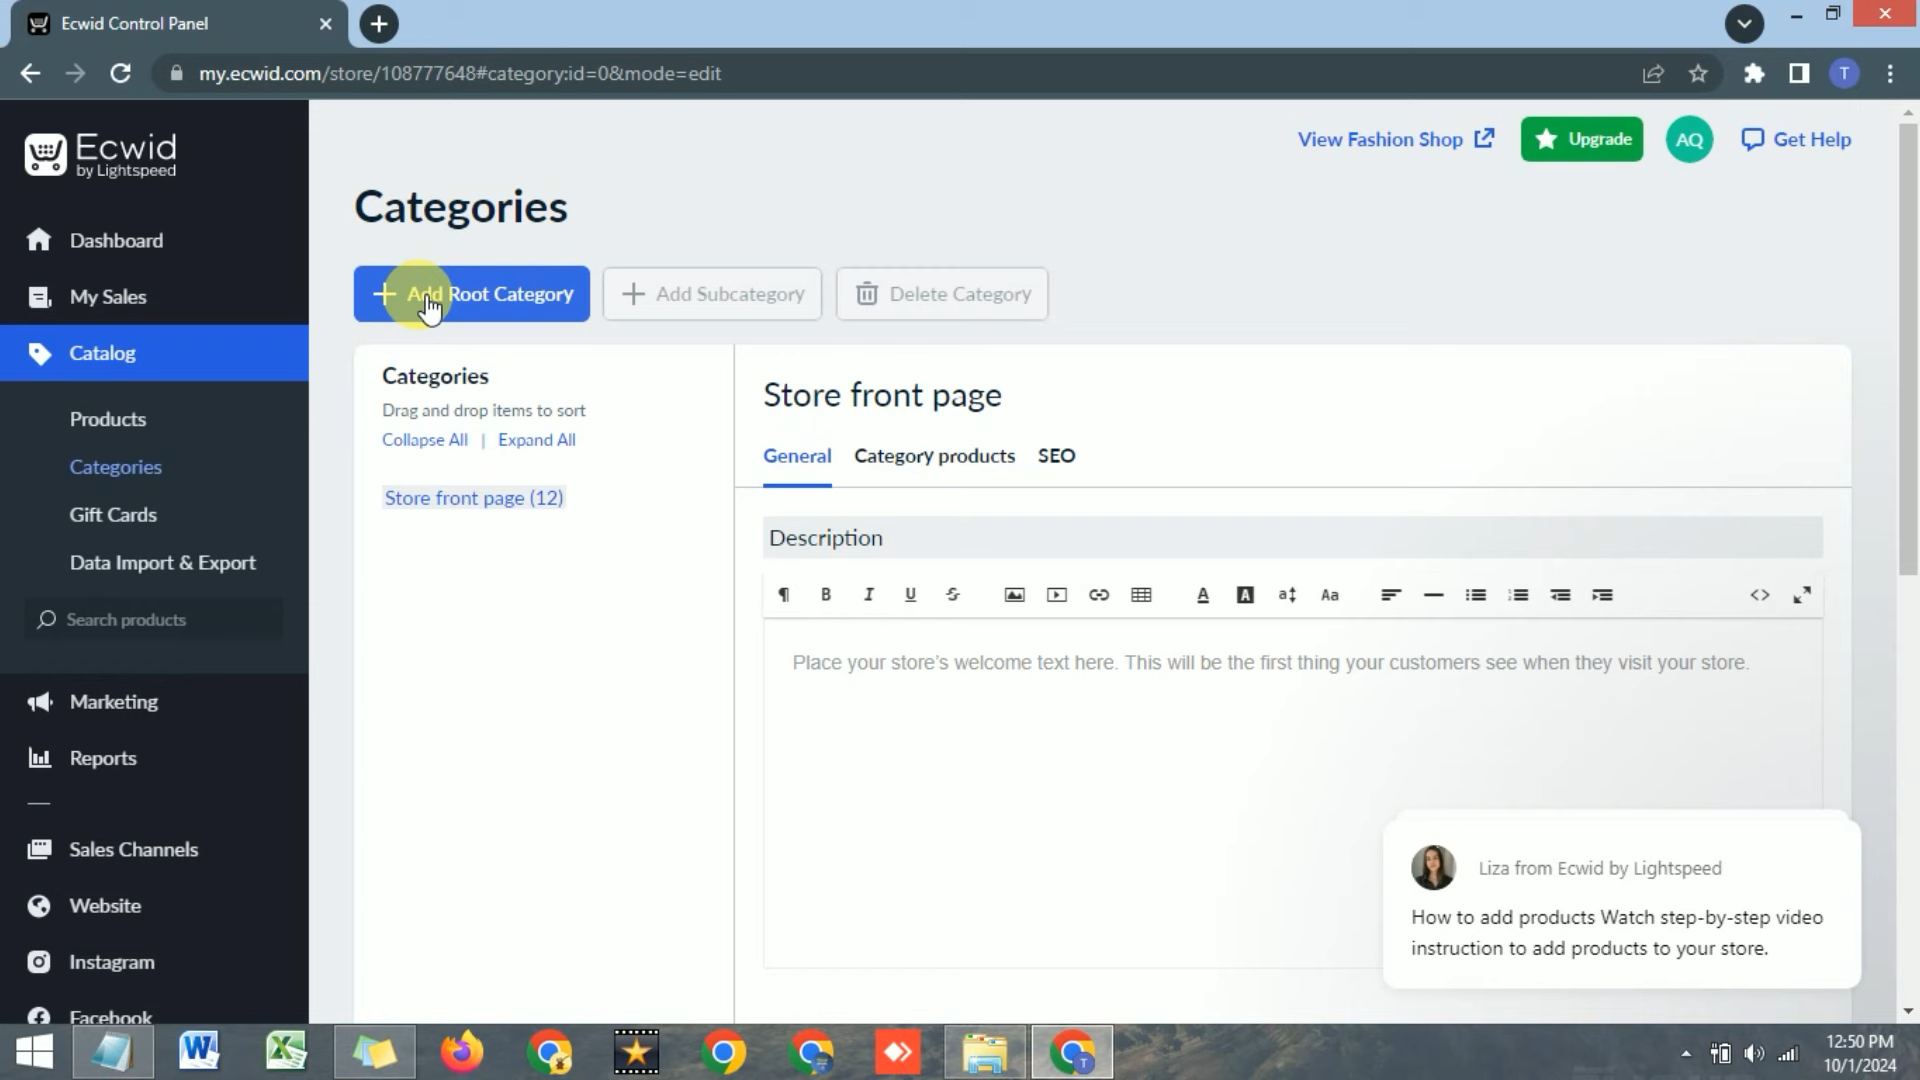 Ecwid Control Panel
my.ecwid.com/store/108777648#category:id=0&mode=edit
T
Ecwid
by Lightspeed
View Fashion Shop
Upgrade
AQ
Get Help
Dashboard
My Sales
Catalog
Products
Categories
Gift Cards
Data Import & Export
Search products
Marketing
Reports
Sales Channels
Website
Instagram
Facebook
Categories
Add Root Category
Add Subcategory
Delete Category
Categories
Drag and drop items to sort
Collapse All | Expand All
Store front page (12)
Store front page
General Category products SEO
Description
Place your store's welcome text here. This will be the first thing your customers see when they visit your store.
Liza from Ecwid by Lightspeed
How to add products Watch step-by-step video
instruction to add products to your store.
12:50 PM
10/1/2024